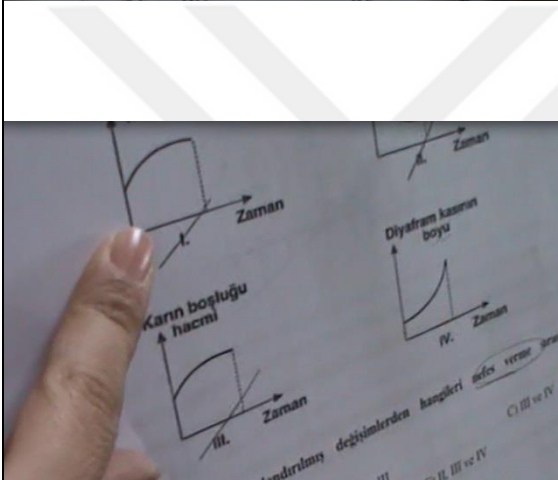 Zaman
I.
II.
Zaman
Karın boşluğu
hacmi
Zaman
III.
Diyafram kasının
boyu
Zaman
IV.
değişimlerden hangileri nefes verme
C) III ve IV
II, III ve IV